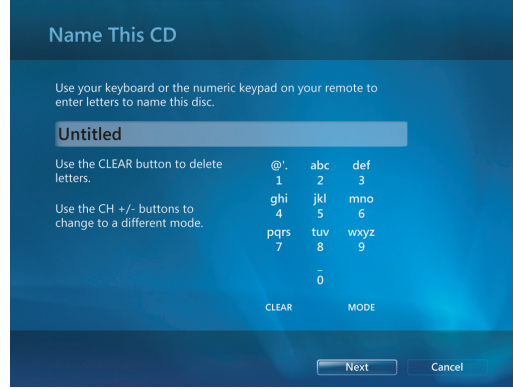 Name This CD
Use your keyboard or the numeric keypad on your remote to
enter letters to name this disc.
Untitled
Use the CLEAR button to delete
letters.
Use the CH +/- buttons to
change to a different mode.
@'. abc def
1 2 3
ghi jkl mno
4 5 6
pqrs tuv wxyz
7 8 9
_
0
CLEAR MODE
Next Cancel